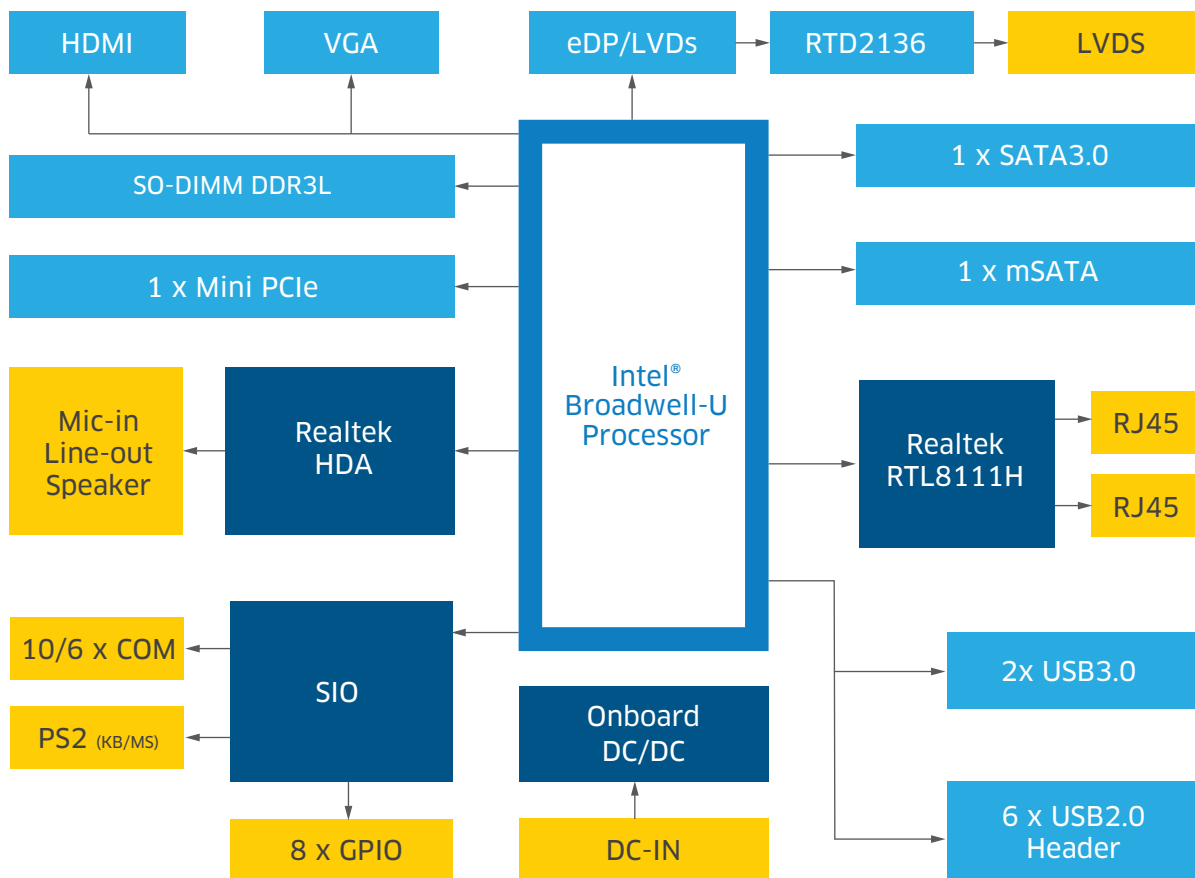 HDMI
VGA
eDP/LVDs
RTD2136
LVDS
SO-DIMM DDR3L
1 x SATA3.0
1 x Mini PCIe
1 x mSATA
Intel®
Broadwell-U
Processor
Mic-in
Line-out
Speaker
Realtek
HDA
Realtek
RTL8111H
RJ45
RJ45
10/6 x COM
PS2 (KB/MS)
SIO
8 x GPIO
Onboard
DC/DC
DC-IN
2x USB3.0
6 x USB2.0
Header